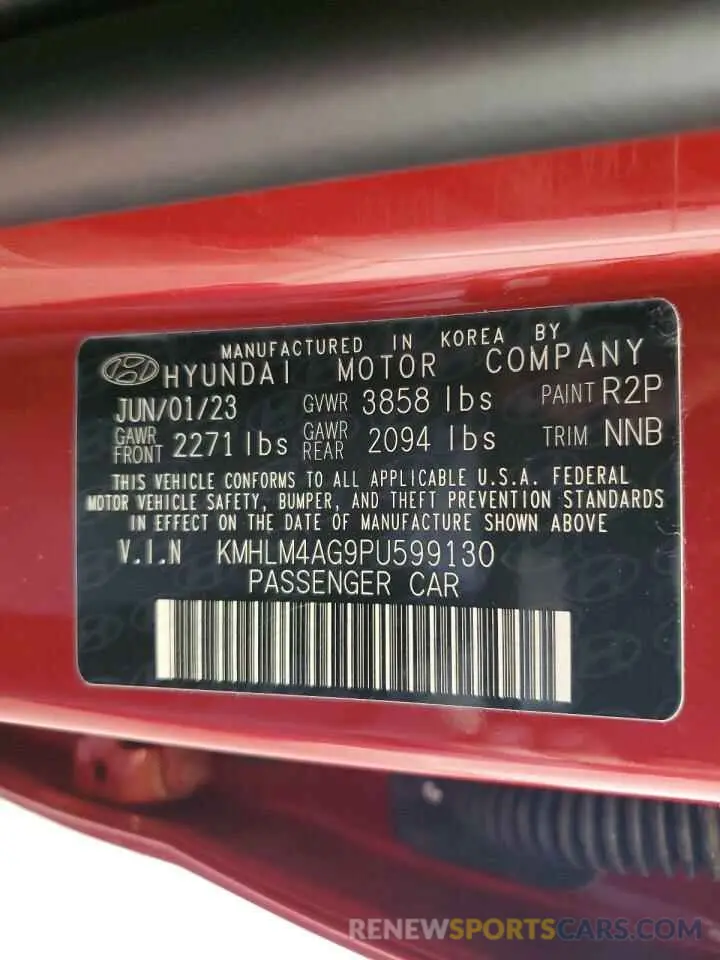 MANUFACTURED IN KOREA BY
HYUNDAI MOTOR COMPANY
JUN/01/23 GVWR 3858 lbs PAINT R2P
GAWR FRONT 2271 lbs GAWR REAR 2094 lbs TRIM NNB
THIS VEHICLE CONFORMS TO ALL APPLICABLE U.S.A. FEDERAL
MOTOR VEHICLE SAFETY, BUMPER, AND THEFT PREVENTION STANDARDS
IN EFFECT ON THE DATE OF MANUFACTURE SHOWN ABOVE
V.I.N KMHLM4AG9PU599130
PASSENGER CAR
RENEWSPORTSCARS.COM